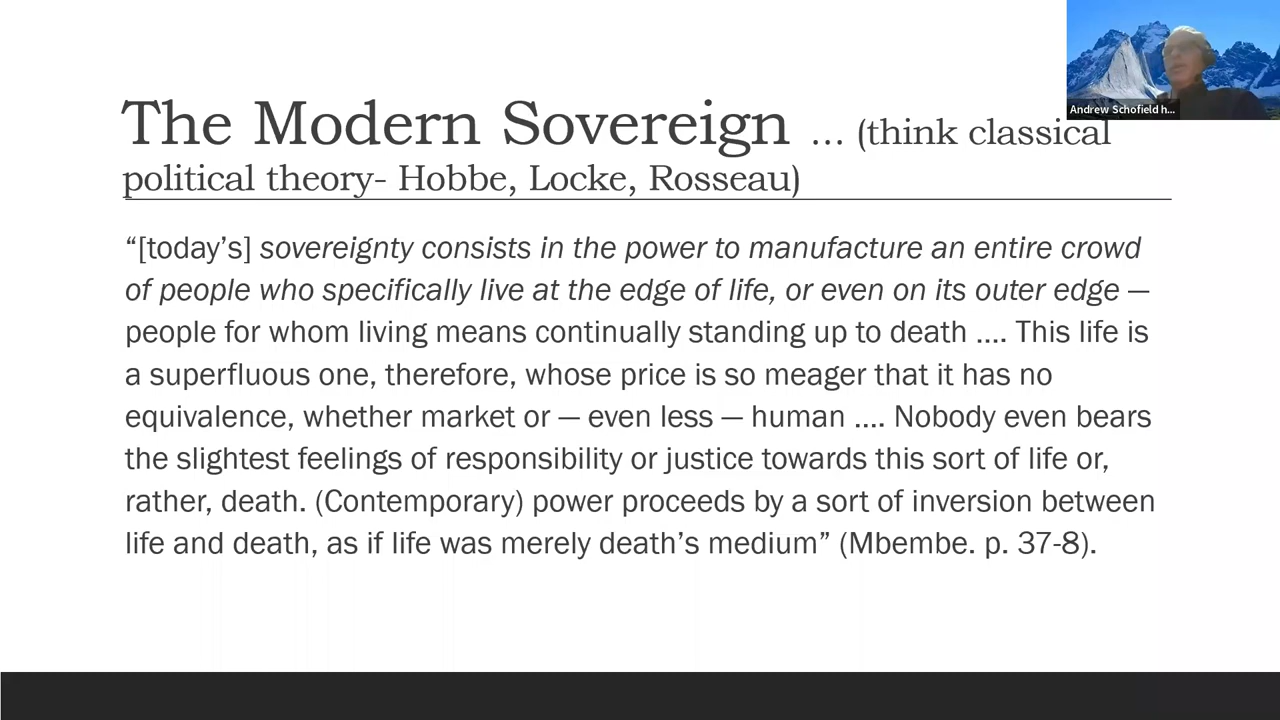 The Modern Sovereign ... (think classical
political theory- Hobbe, Locke, Rosseau)
Andrew Schofield h...
“[today’s] sovereignty consists in the power to manufacture an entire crowd
of people who specifically live at the edge of life, or even on its outer edge —
people for whom living means continually standing up to death .... This life is
a superfluous one, therefore, whose price is so meager that it has no
equivalence, whether market or — even less — human .... Nobody even bears
the slightest feelings of responsibility or justice towards this sort of life or,
rather, death. (Contemporary) power proceeds by a sort of inversion between
life and death, as if life was merely death’s medium” (Mbembe. p. 37-8).